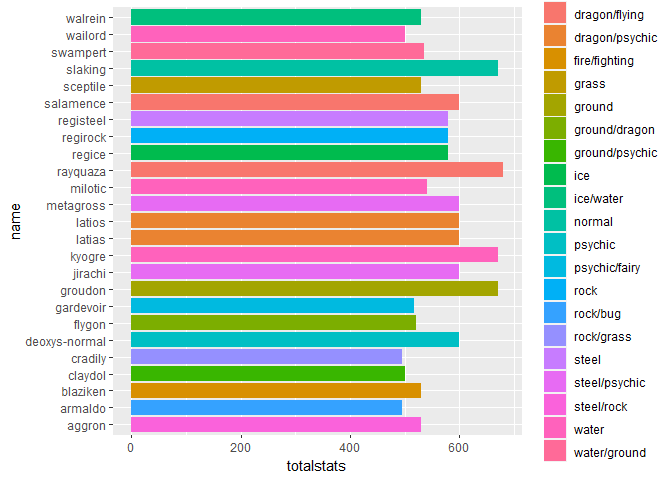 walrein
wailord
swampert
slaking
sceptile
salamence
registeel
regirock
regice
rayquaza
milotic
metagross
latios
latias
kyogre
jirachi
groudon
gardevoir
flygon
deoxys-normal
cradily
claydol
blaziken
armaldo
aggron
name
0
200
400
600
totalstats
dragon/flying
dragon/psychic
fire/fighting
grass
ground
ground/dragon
ground/psychic
ice
ice/water
normal
psychic
psychic/fairy
rock
rock/bug
rock/grass
steel
steel/psychic
steel/rock
water
water/ground